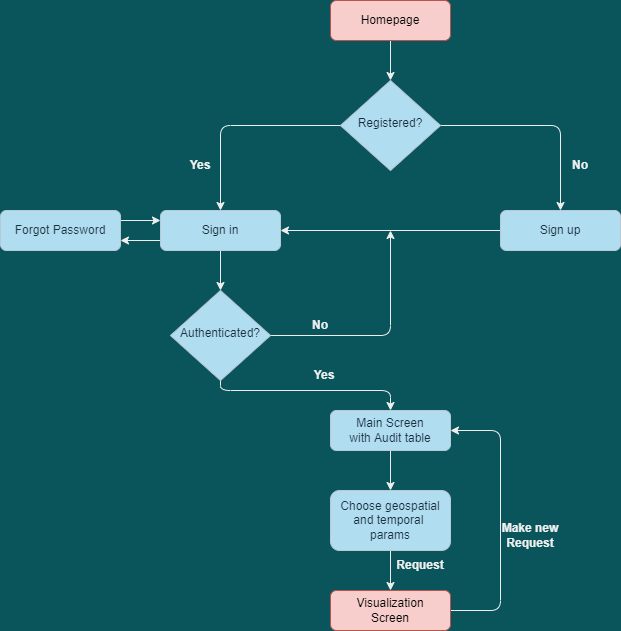 Homepage
Registered?
Yes
No
Forgot Password
Sign in
Sign up
Authenticated?
No
Yes
Main Screen
with Audit table
Choose geospatial
and temporal
params
Make new
Request
Request
Visualization
Screen